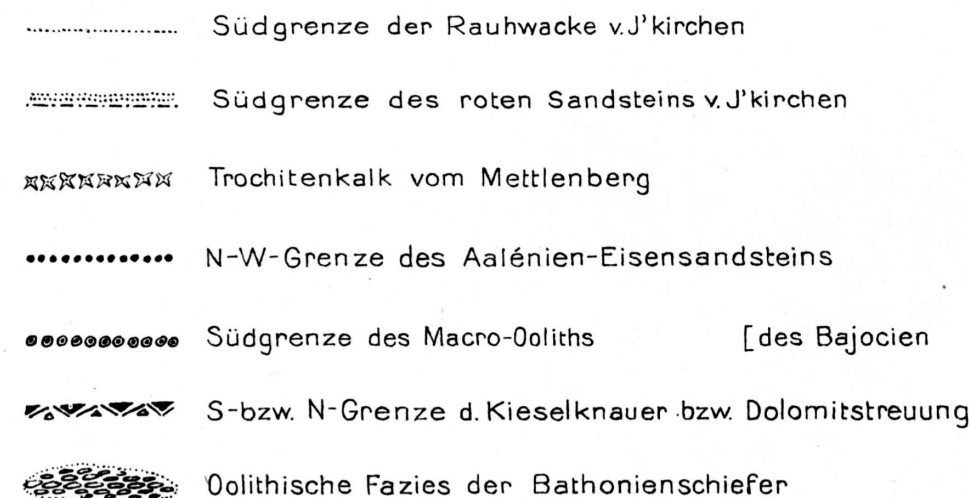 Südgrenze der Rauhwacke v. J'kirchen
Südgrenze des roten Sandsteins v. J'kirchen
Trochitenkalk vom Mettlenberg
N-W-Grenze des Aalénien-Eisensandsteins
Südgrenze des Macro-Ooliths [des Bajocien
S-bzw. N-Grenze d. Kieselknauer bzw. Dolomitstreuung
Oolithische Fazies der Bathonienschiefer